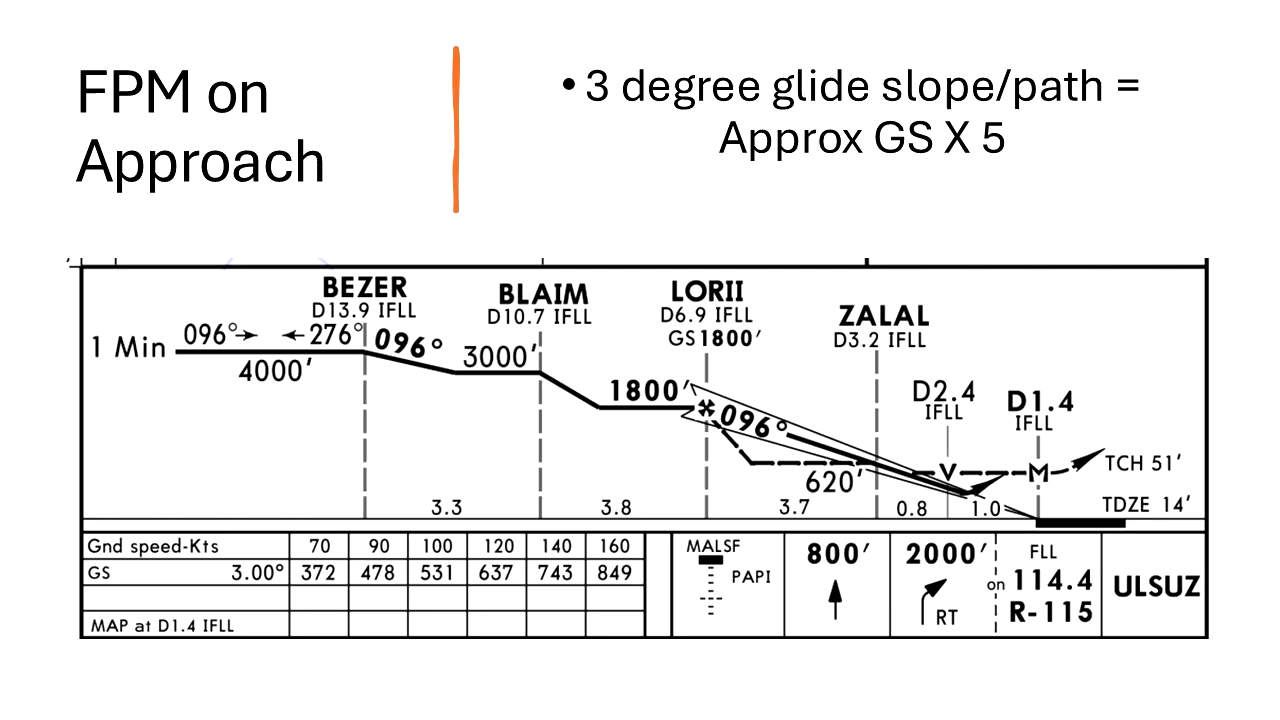 FPM on
Approach
• 3 degree glide slope/path =
Approx GS X 5
BEZER
D13.9 IFLL
BLAIM
D10.7 IFLL
LORII
D6.9 IFLL
GS 1800′
ZALAL
D3.2 IFLL
1 Min
096°
276°
4000′
096°
3000′
1800′
096°
620′
D2.4
IFLL
D1.4
IFLL
V
M
TCH 51′
TDZE 14′
3.3
3.8
3.7
0.8
1.0
Gnd speed-Kts 70 90 100 120 140 160
GS 3.00° 372 478 531 637 743 849
MAP at D1.4 IFLL
MALSF
PAPI
800′
2000′
RT
on
FLL
114.4
R-115
ULSUZ